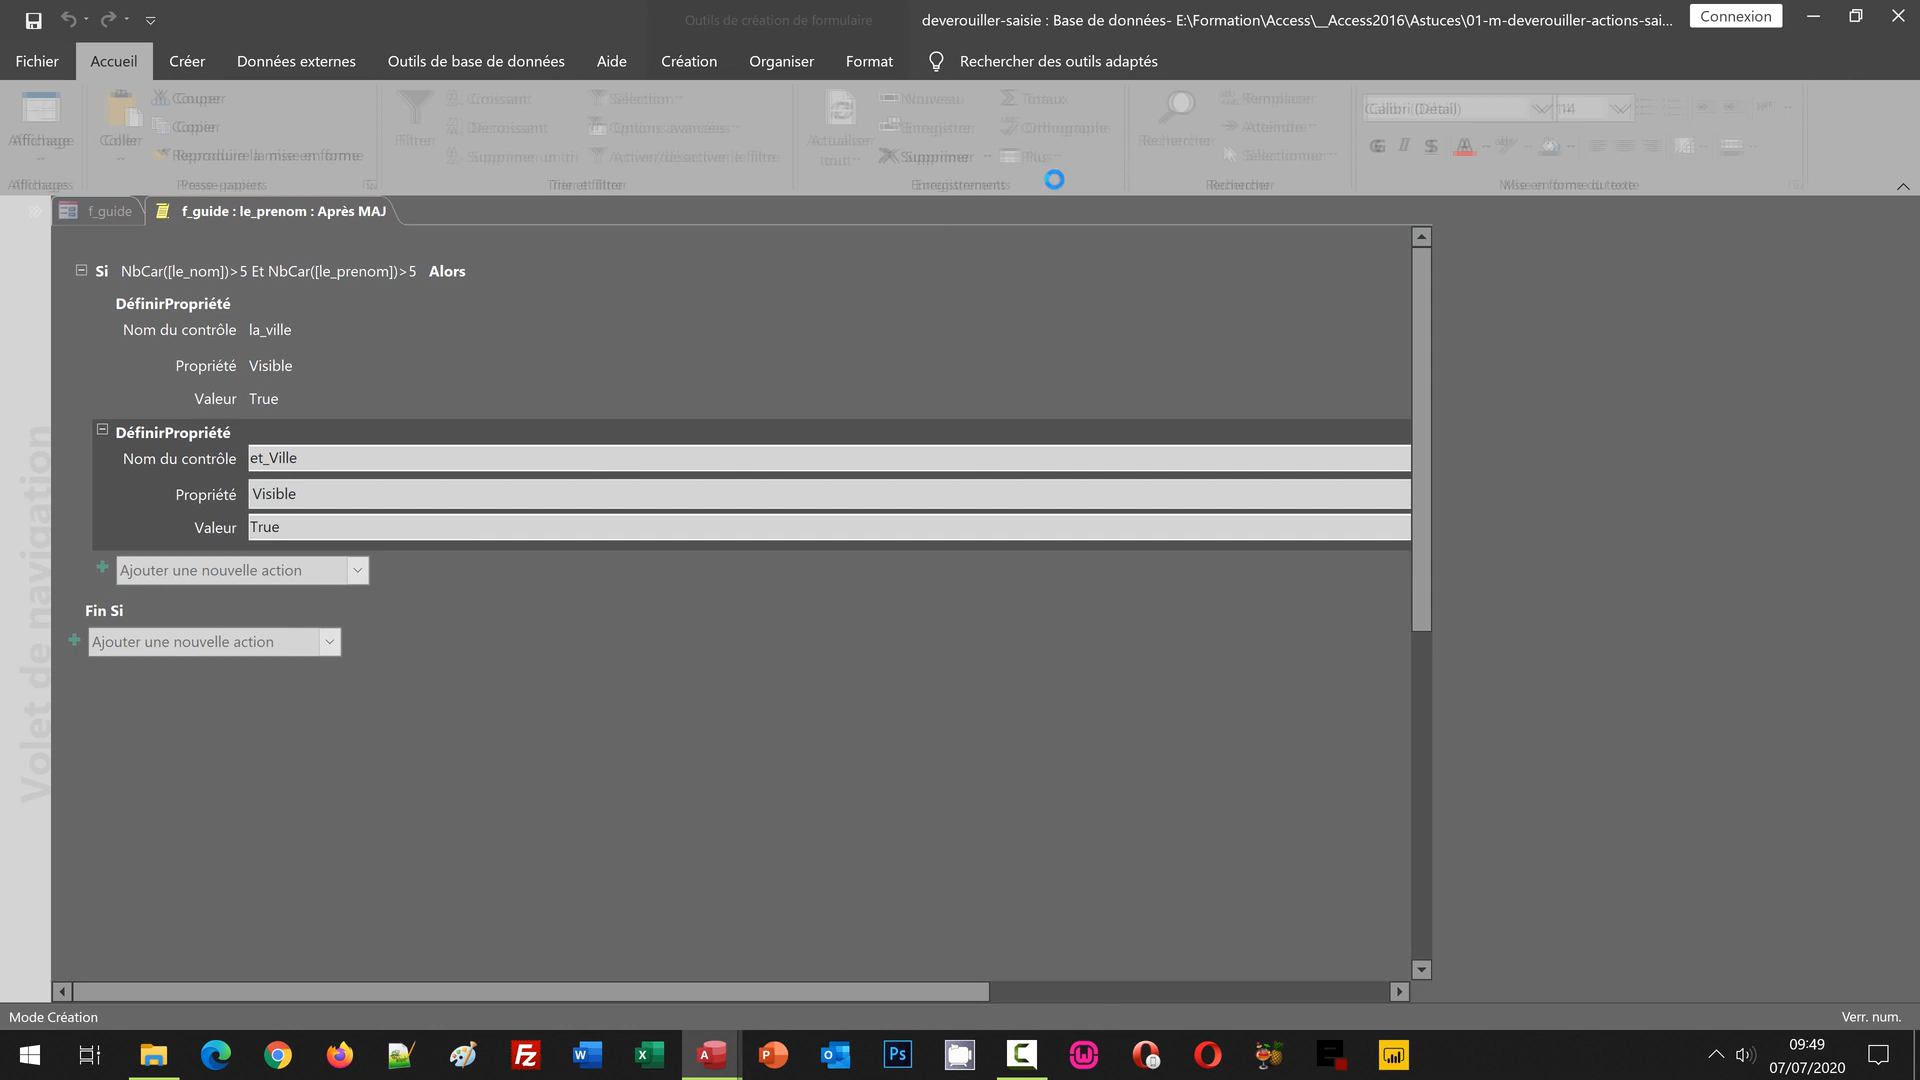 Outils de création de formulaire
deverouiller-saisie : Base de données- E:\Formation\Access\__Access2016\Astuces\01-m-deverouiller-actions-sai...
Connexion
Fichier Accueil Créer Données externes Outils de base de données Aide Création Organiser Format Rechercher des outils adaptés
Affichage
Affichages
Coller
Couper
Copier
Reproduire la mise en forme
Presse-papiers
Filtrer
Croissant
Décroissant
Supprimer un tri
Sélection
Options avancées
Activer/désactiver le filtre
Trier et filtrer
Actualiser
tout
Nouveau
Enregistrer
Supprimer
Totaux
Orthographe
Plus
Enregistrements
Rechercher
Remplacer
Atteindre
Sélectionner
Rechercher
Calibri (Détail)
14
G I S A
Mise en forme du texte
f_guide
f_guide : le_prenom : Après MAJ
Volet de navigation
Si NbCar([le_nom])>5 Et NbCar([le_prenom])>5 Alors
DéfinirPropriété
Nom du contrôle la_ville
Propriété Visible
Valeur True
DéfinirPropriété
Nom du contrôle et_Ville
Propriété Visible
Valeur True
Ajouter une nouvelle action
Fin Si
Ajouter une nouvelle action
Mode Création
Verr. num.
09:49
07/07/2020